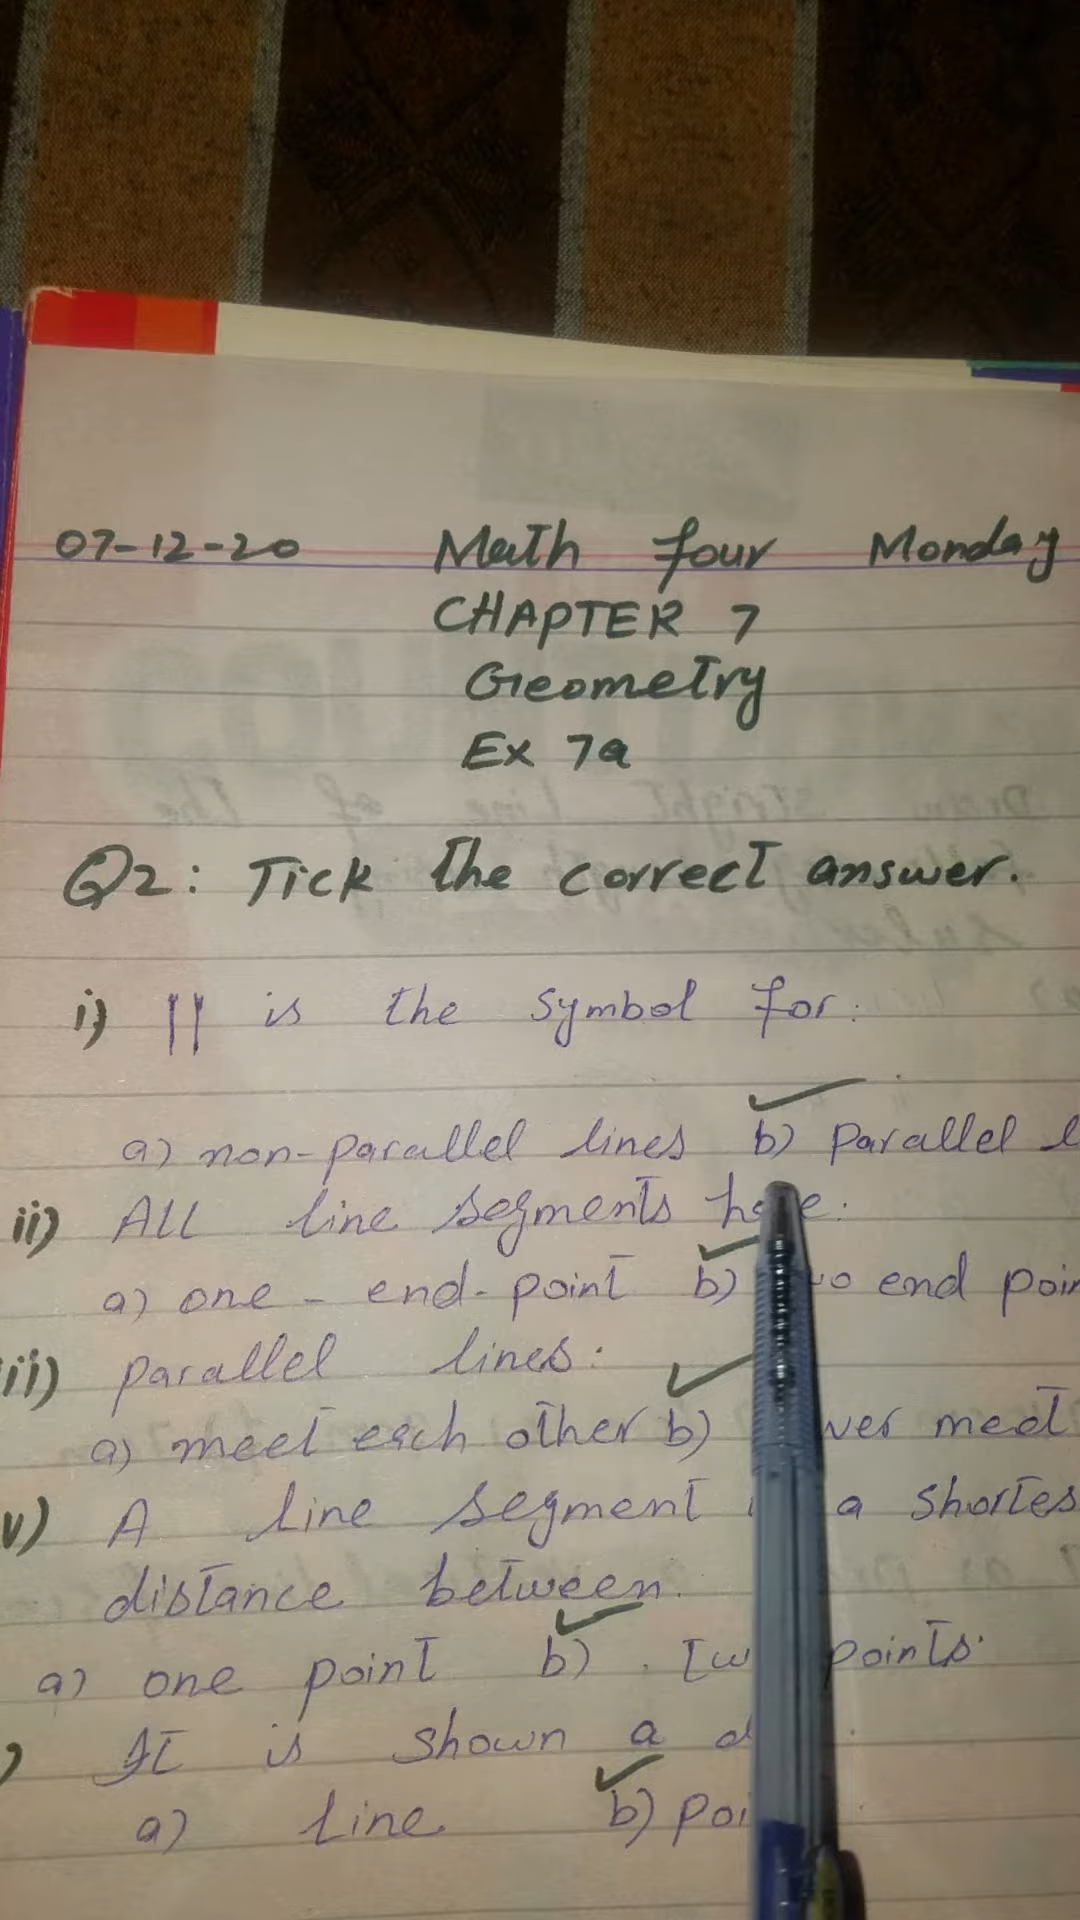 07-12-20 Math four Monday
CHAPTER 7
Geometry
Ex 7a
Q2: Tick the correct answer.
i) || is the symbol for:
a) non-parallel lines b) parallel
ii) All line segments have:
a) one - end-point b) end
parallel lines:
a) meet each other b) meet
A line segment a
distance between.
a) one point b) points.
It is shown a
a) line b)